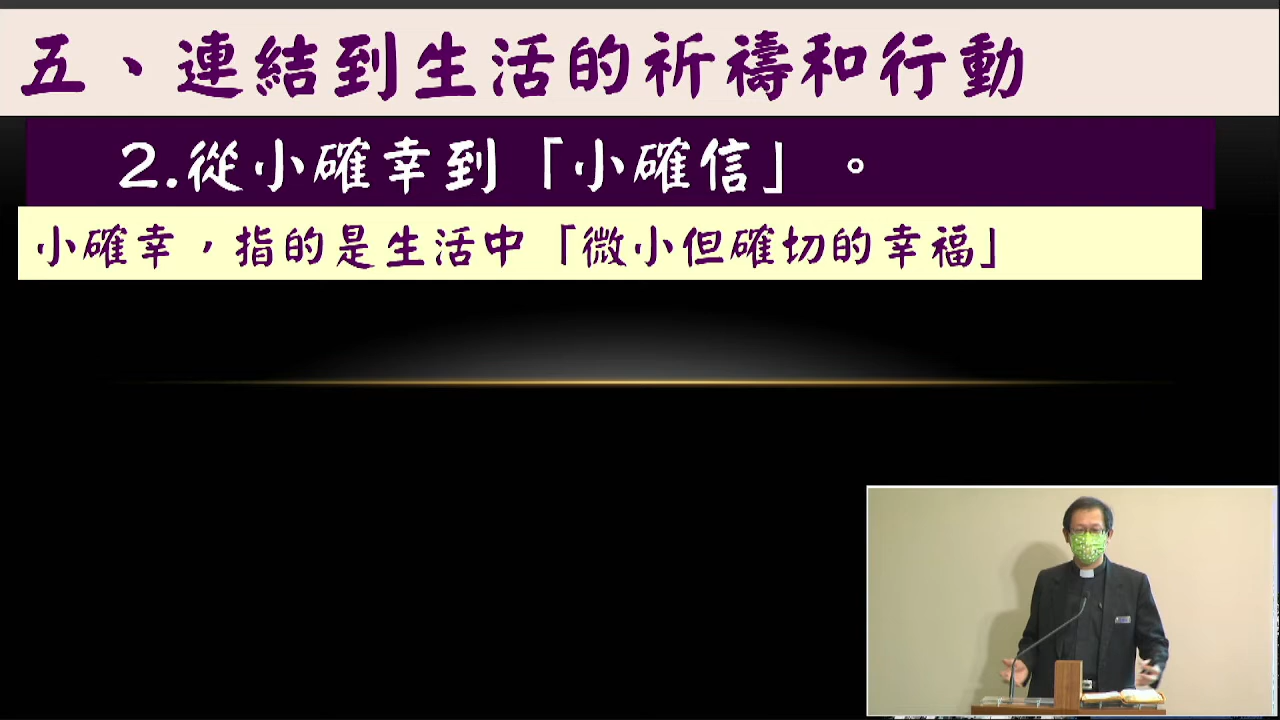 五、連結到生活的祈禱和行動
2.從小確幸到「小確信」。
小確幸，指的是生活中「微小但確切的幸福」